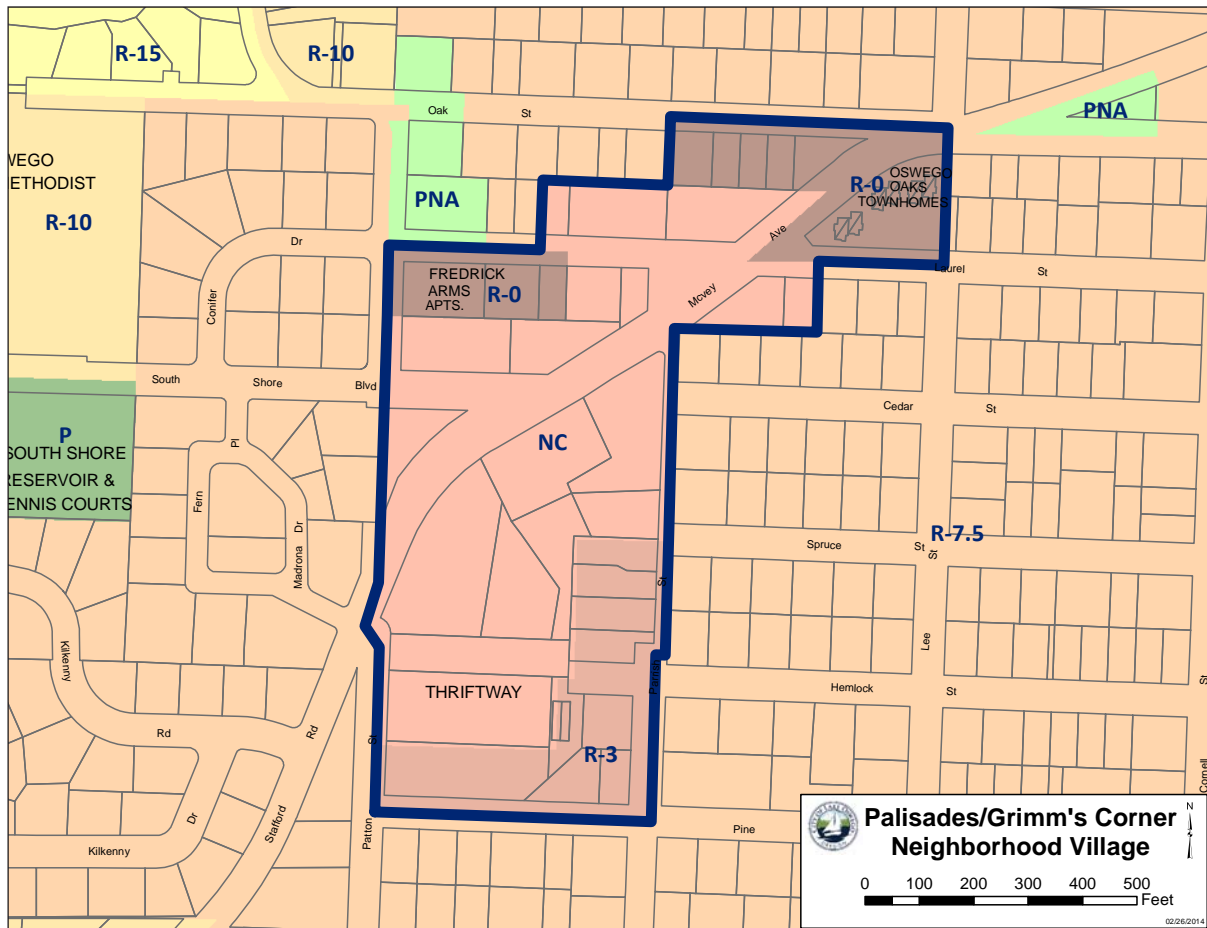 R-15
R-10
PNA
Oak
St
WEGO
ETHODIST
R-10
PNA
R-0
OSWEGO
OAKS
TOWNHOMES
Ave
Dr
Laurel
St
FREDRICK
ARMS
APTS.
R-0
Mcvey
Conifer
South
Shore
Blvd
Cedar
St
P
SOUTH SHORE
RESERVOIR &
ENNIS COURTS
Pl
NC
Fern
Dr
Madrona
Spruce
St
St
R-7.5
St
Kilkenny
Lee
Parrish
Hemlock
St
St
THRIFTWAY
Rd
Rd
St
R-3
Cornell
Dr
Stafford
Patton
Pine
Kilkenny
Palisades/Grimm's Corner
Neighborhood Village
N
0 100 200 300 400 500
Feet
02/26/2014